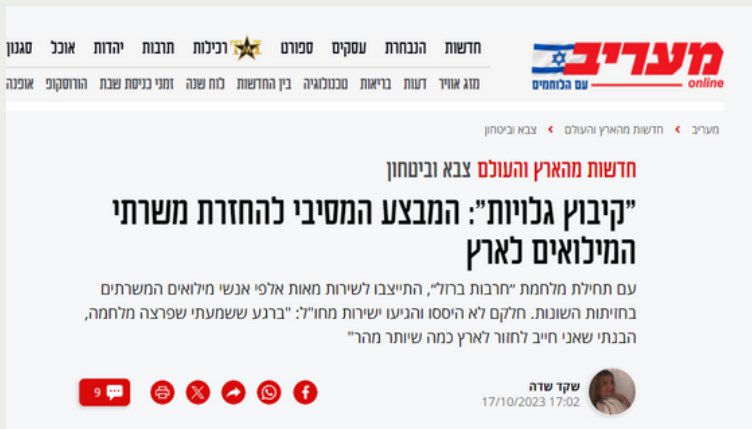 מעריב
online
עם הלוחמים
חדשות הנבחרת עסקים ספורט TMI רכילות תרבות יהדות אוכל סגנון
מזג אוויר דעות בריאות טכנולוגיה בין החדשות לוח שנה זמני כניסת שבת הורוסקופ אופנה
מעריב > חדשות מהארץ והעולם > צבא וביטחון
חדשות מהארץ והעולם צבא וביטחון
"קיבוץ גלויות": המבצע המסיבי להחזרת משרתי
המילואים לארץ
עם תחילת מלחמת "חרבות ברזל", התייצבו לשירות מאות אלפי אנשי מילואים המשרתים
בחזיתות השונות. חלקם לא היססו והגיעו ישירות מחו"ל: "ברגע ששמעתי שפרצה מלחמה,
הבנתי שאני חייב לחזור לארץ כמה שיותר מהר"
שקד שדה
17:02 17/10/2023
9